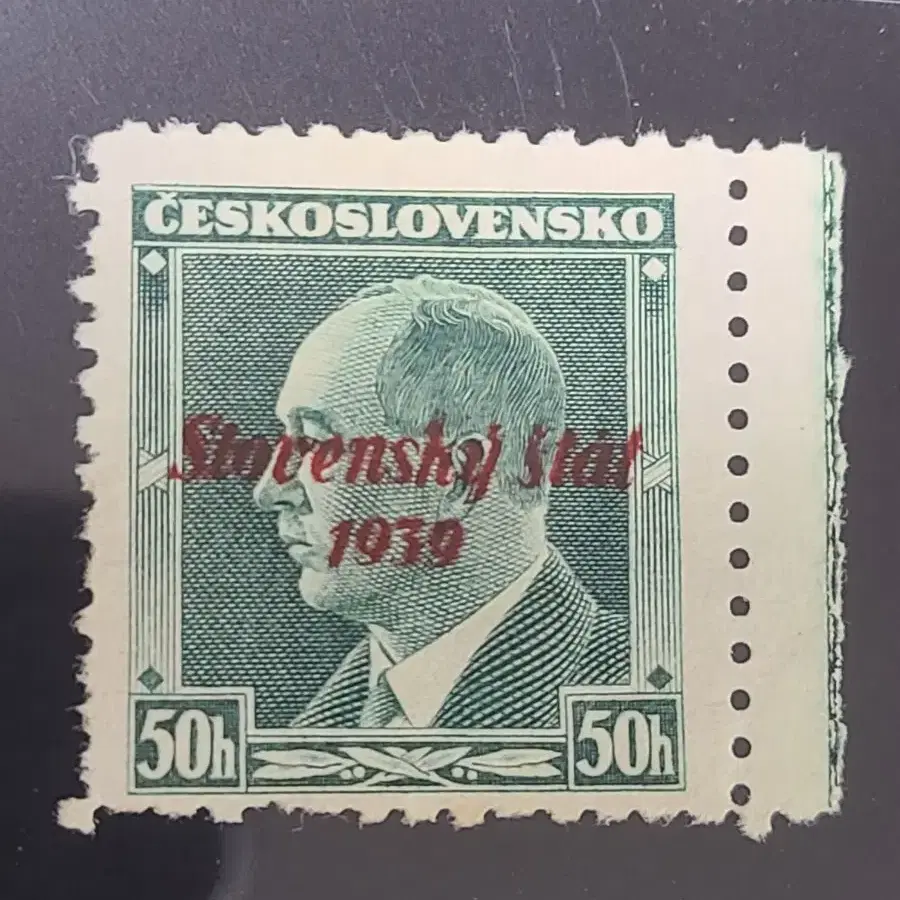 ČESKOSLOVENSKO
Slovenský štát
1939
50h 50h